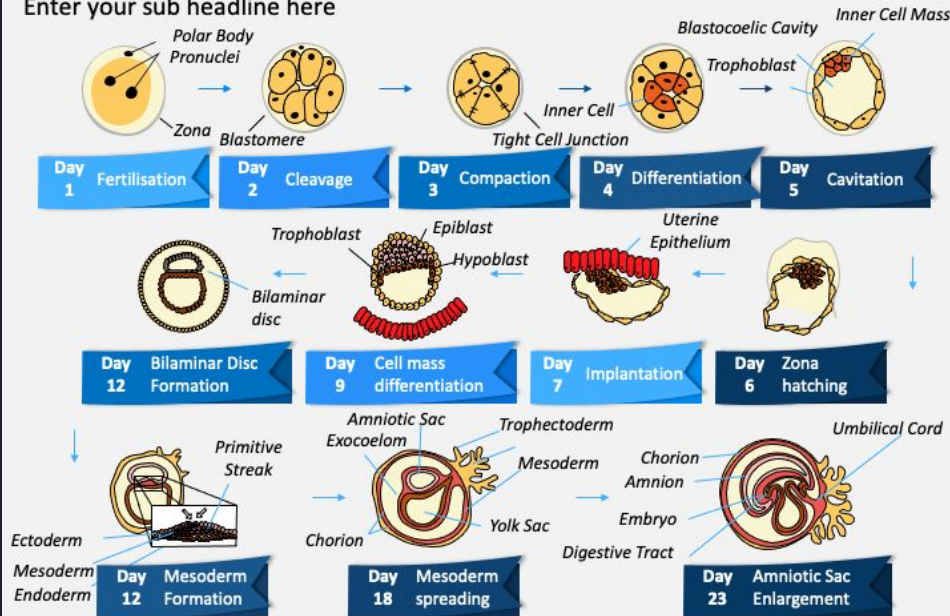 Enter your sub headline here
Polar Body
Pronuclei
Zona
Blastomere
Tight Cell Junction
Inner Cell
Blastocoelic Cavity
Inner Cell Mass
Trophoblast
Day
1
Fertilisation
Day
2
Cleavage
Day
3
Compaction
Day
4
Differentiation
Day
5
Cavitation
Trophoblast
Epiblast
Hypoblast
Uterine
Epithelium
Bilaminar
disc
Day
12
Bilaminar Disc
Formation
Day
9
Cell mass
differentiation
Day
7
Implantation
Day
6
Zona
hatching
Primitive
Streak
Ectoderm
Mesoderm
Endoderm
Amniotic Sac
Exocoelom
Trophectoderm
Mesoderm
Yolk Sac
Chorion
Umbilical Cord
Chorion
Amnion
Embryo
Digestive Tract
Day
12
Mesoderm
Formation
Day
18
Mesoderm
spreading
Day
23
Amniotic Sac
Enlargement